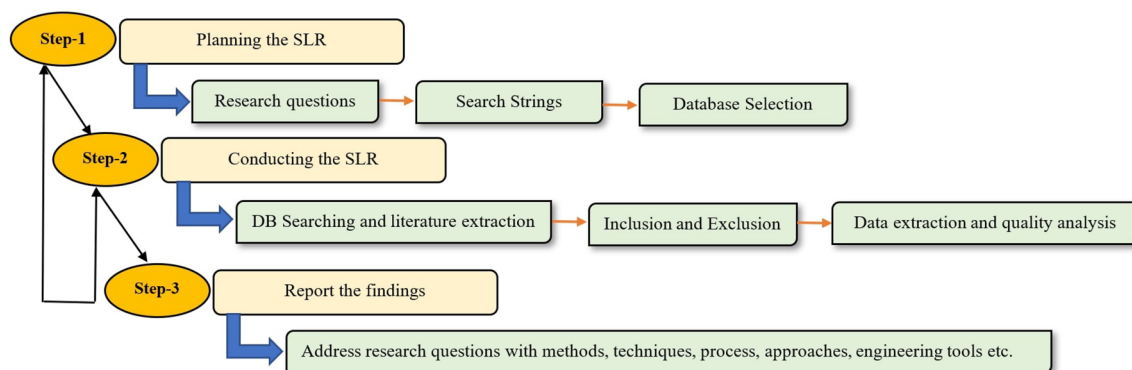 Step-1
Planning the SLR
Research questions
Search Strings
Database Selection
Step-2
Conducting the SLR
DB Searching and literature extraction
Inclusion and Exclusion
Data extraction and quality analysis
Step-3
Report the findings
Address research questions with methods, techniques, process, approaches, engineering tools etc.